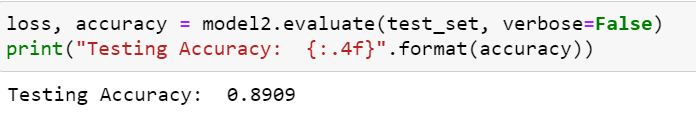 loss, accuracy = model2.evaluate(test_set, verbose=False)
print("Testing Accuracy:  {:.4f}".format(accuracy))
Testing Accuracy:  0.8909